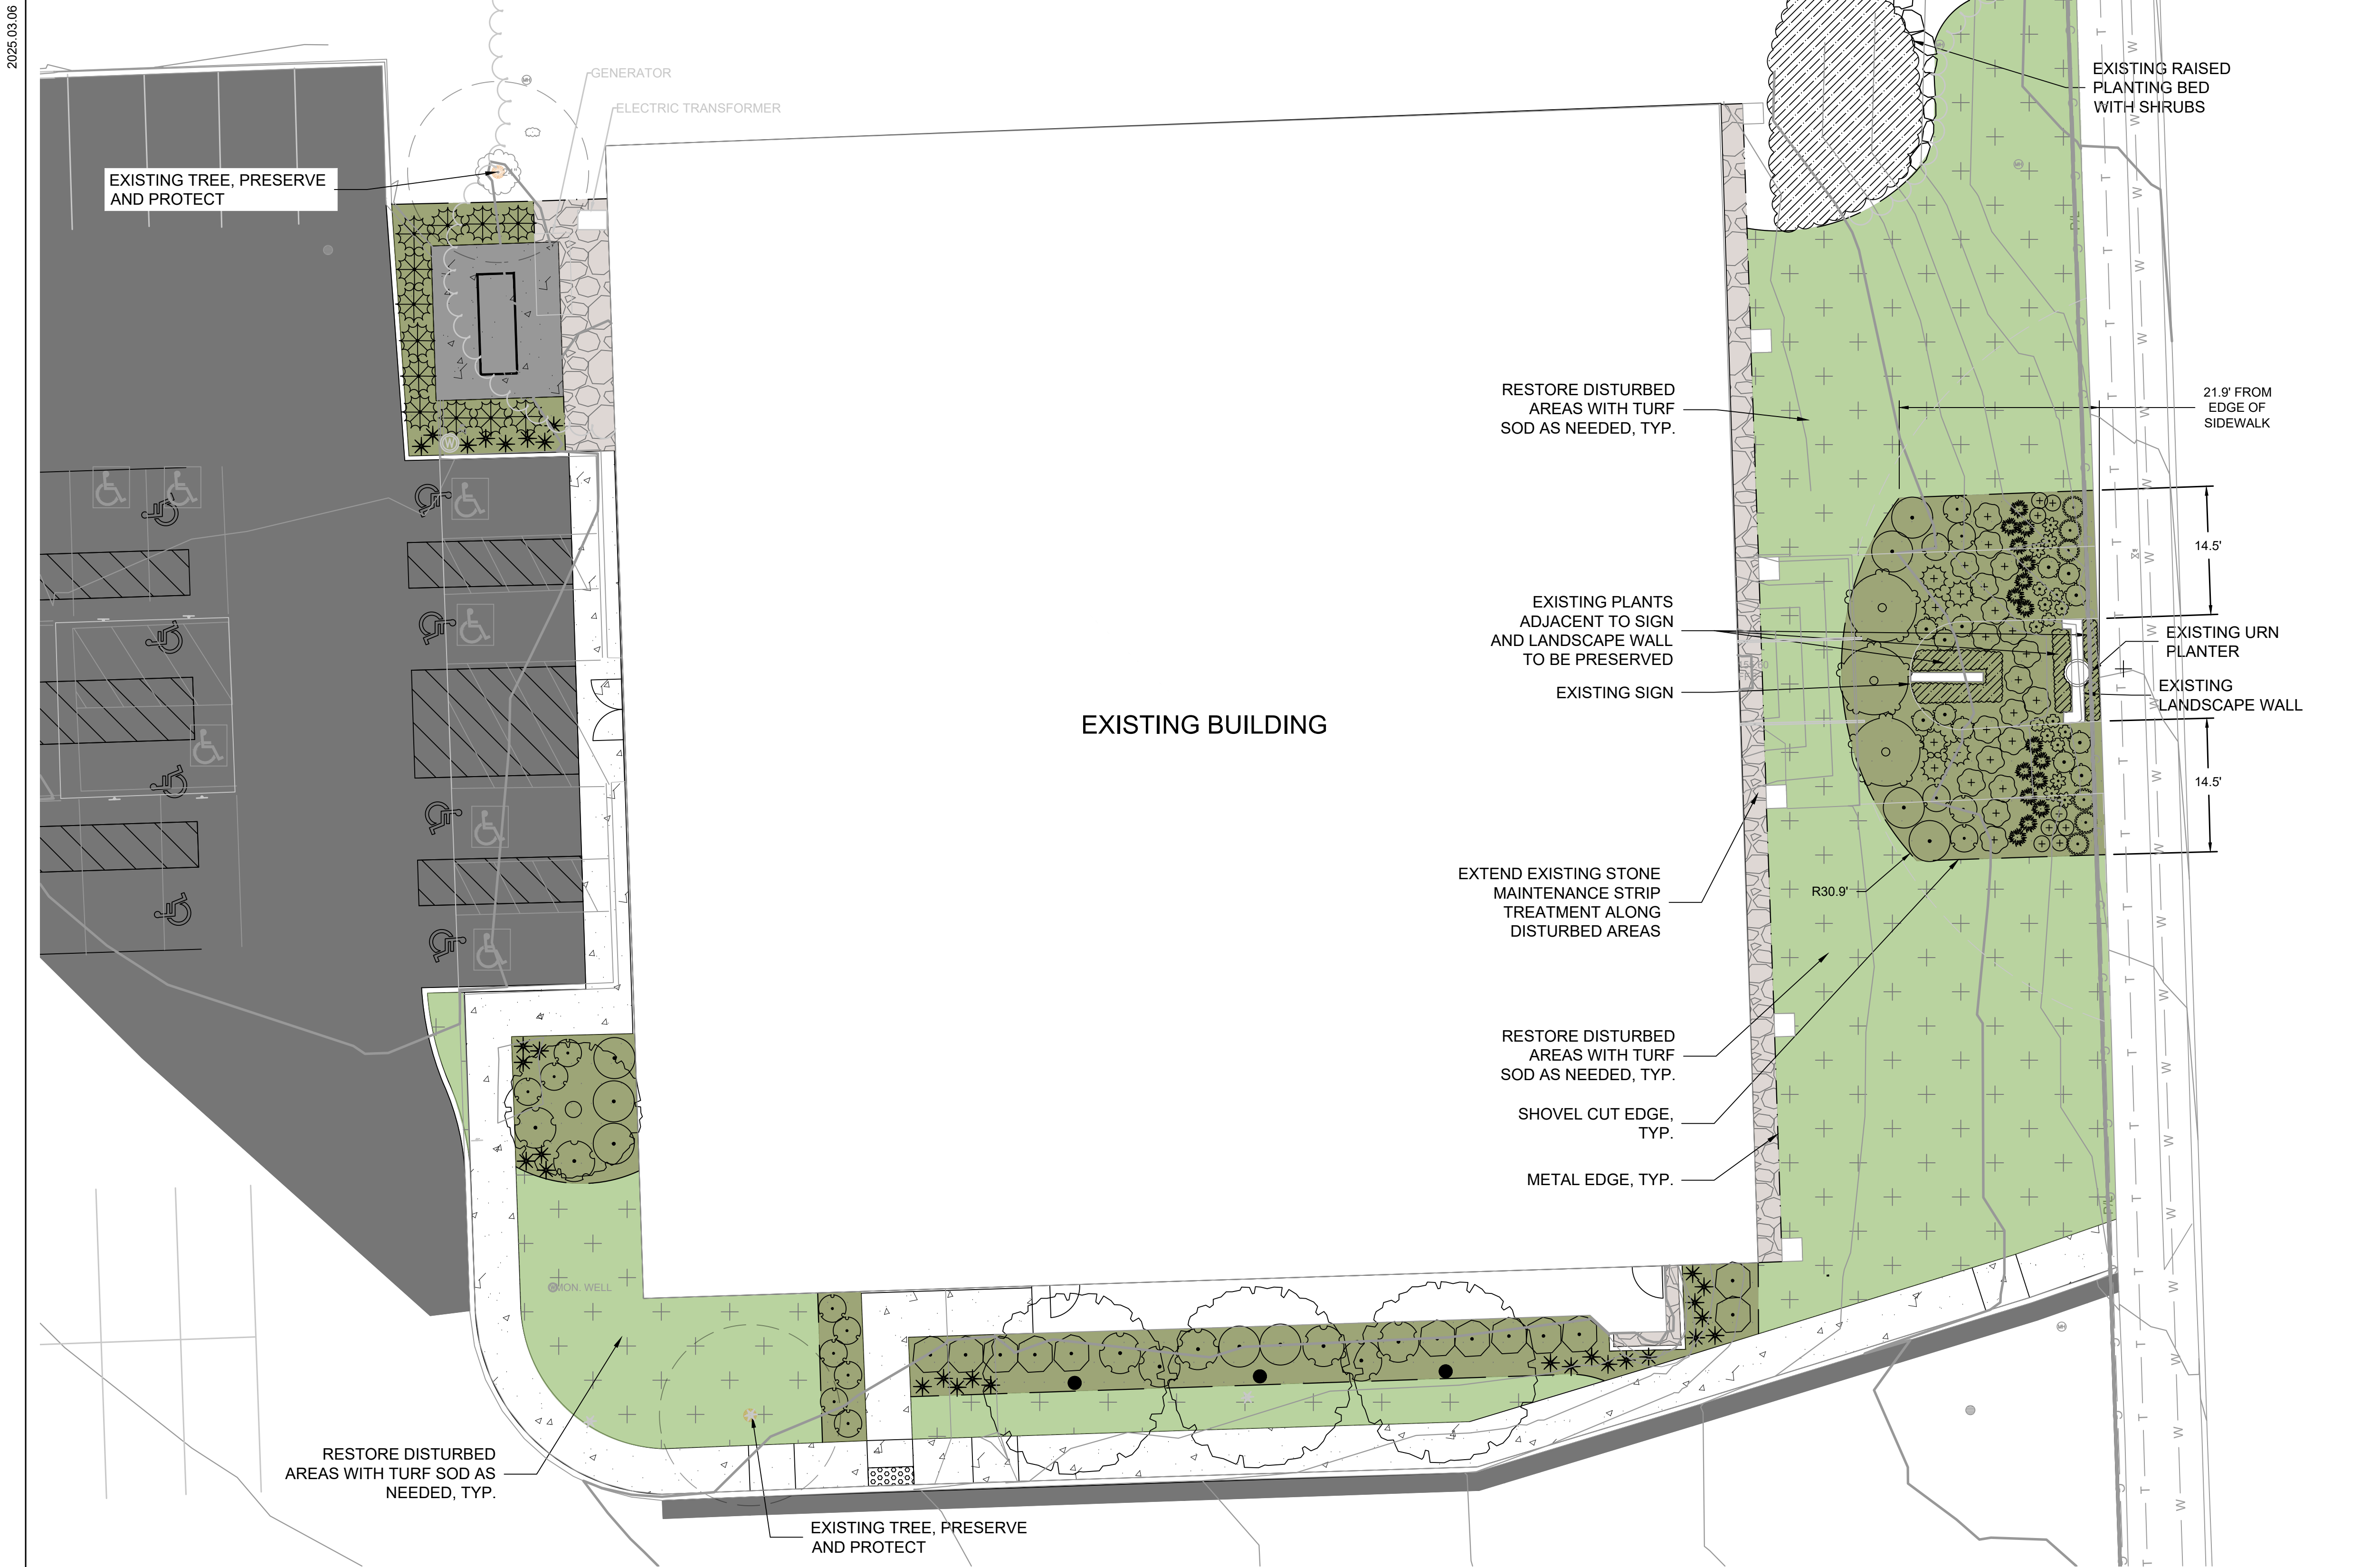 2025.03.06
GENERATOR
ELECTRIC TRANSFORMER
EXISTING TREE, PRESERVE
AND PROTECT
24"
EXISTING RAISED
PLANTING BED
WITH SHRUBS
RESTORE DISTURBED
AREAS WITH TURF
SOD AS NEEDED, TYP.
21.9' FROM
EDGE OF
SIDEWALK
14.5'
EXISTING PLANTS
ADJACENT TO SIGN
AND LANDSCAPE WALL
TO BE PRESERVED
EXISTING SIGN
EXISTING URN
PLANTER
EXISTING
LANDSCAPE WALL
EXISTING BUILDING
14.5'
EXTEND EXISTING STONE
MAINTENANCE STRIP
TREATMENT ALONG
DISTURBED AREAS
R30.9'
RESTORE DISTURBED
AREAS WITH TURF
SOD AS NEEDED, TYP.
SHOVEL CUT EDGE,
TYP.
METAL EDGE, TYP.
MON. WELL
RESTORE DISTURBED
AREAS WITH TURF SOD AS
NEEDED, TYP.
EXISTING TREE, PRESERVE
AND PROTECT